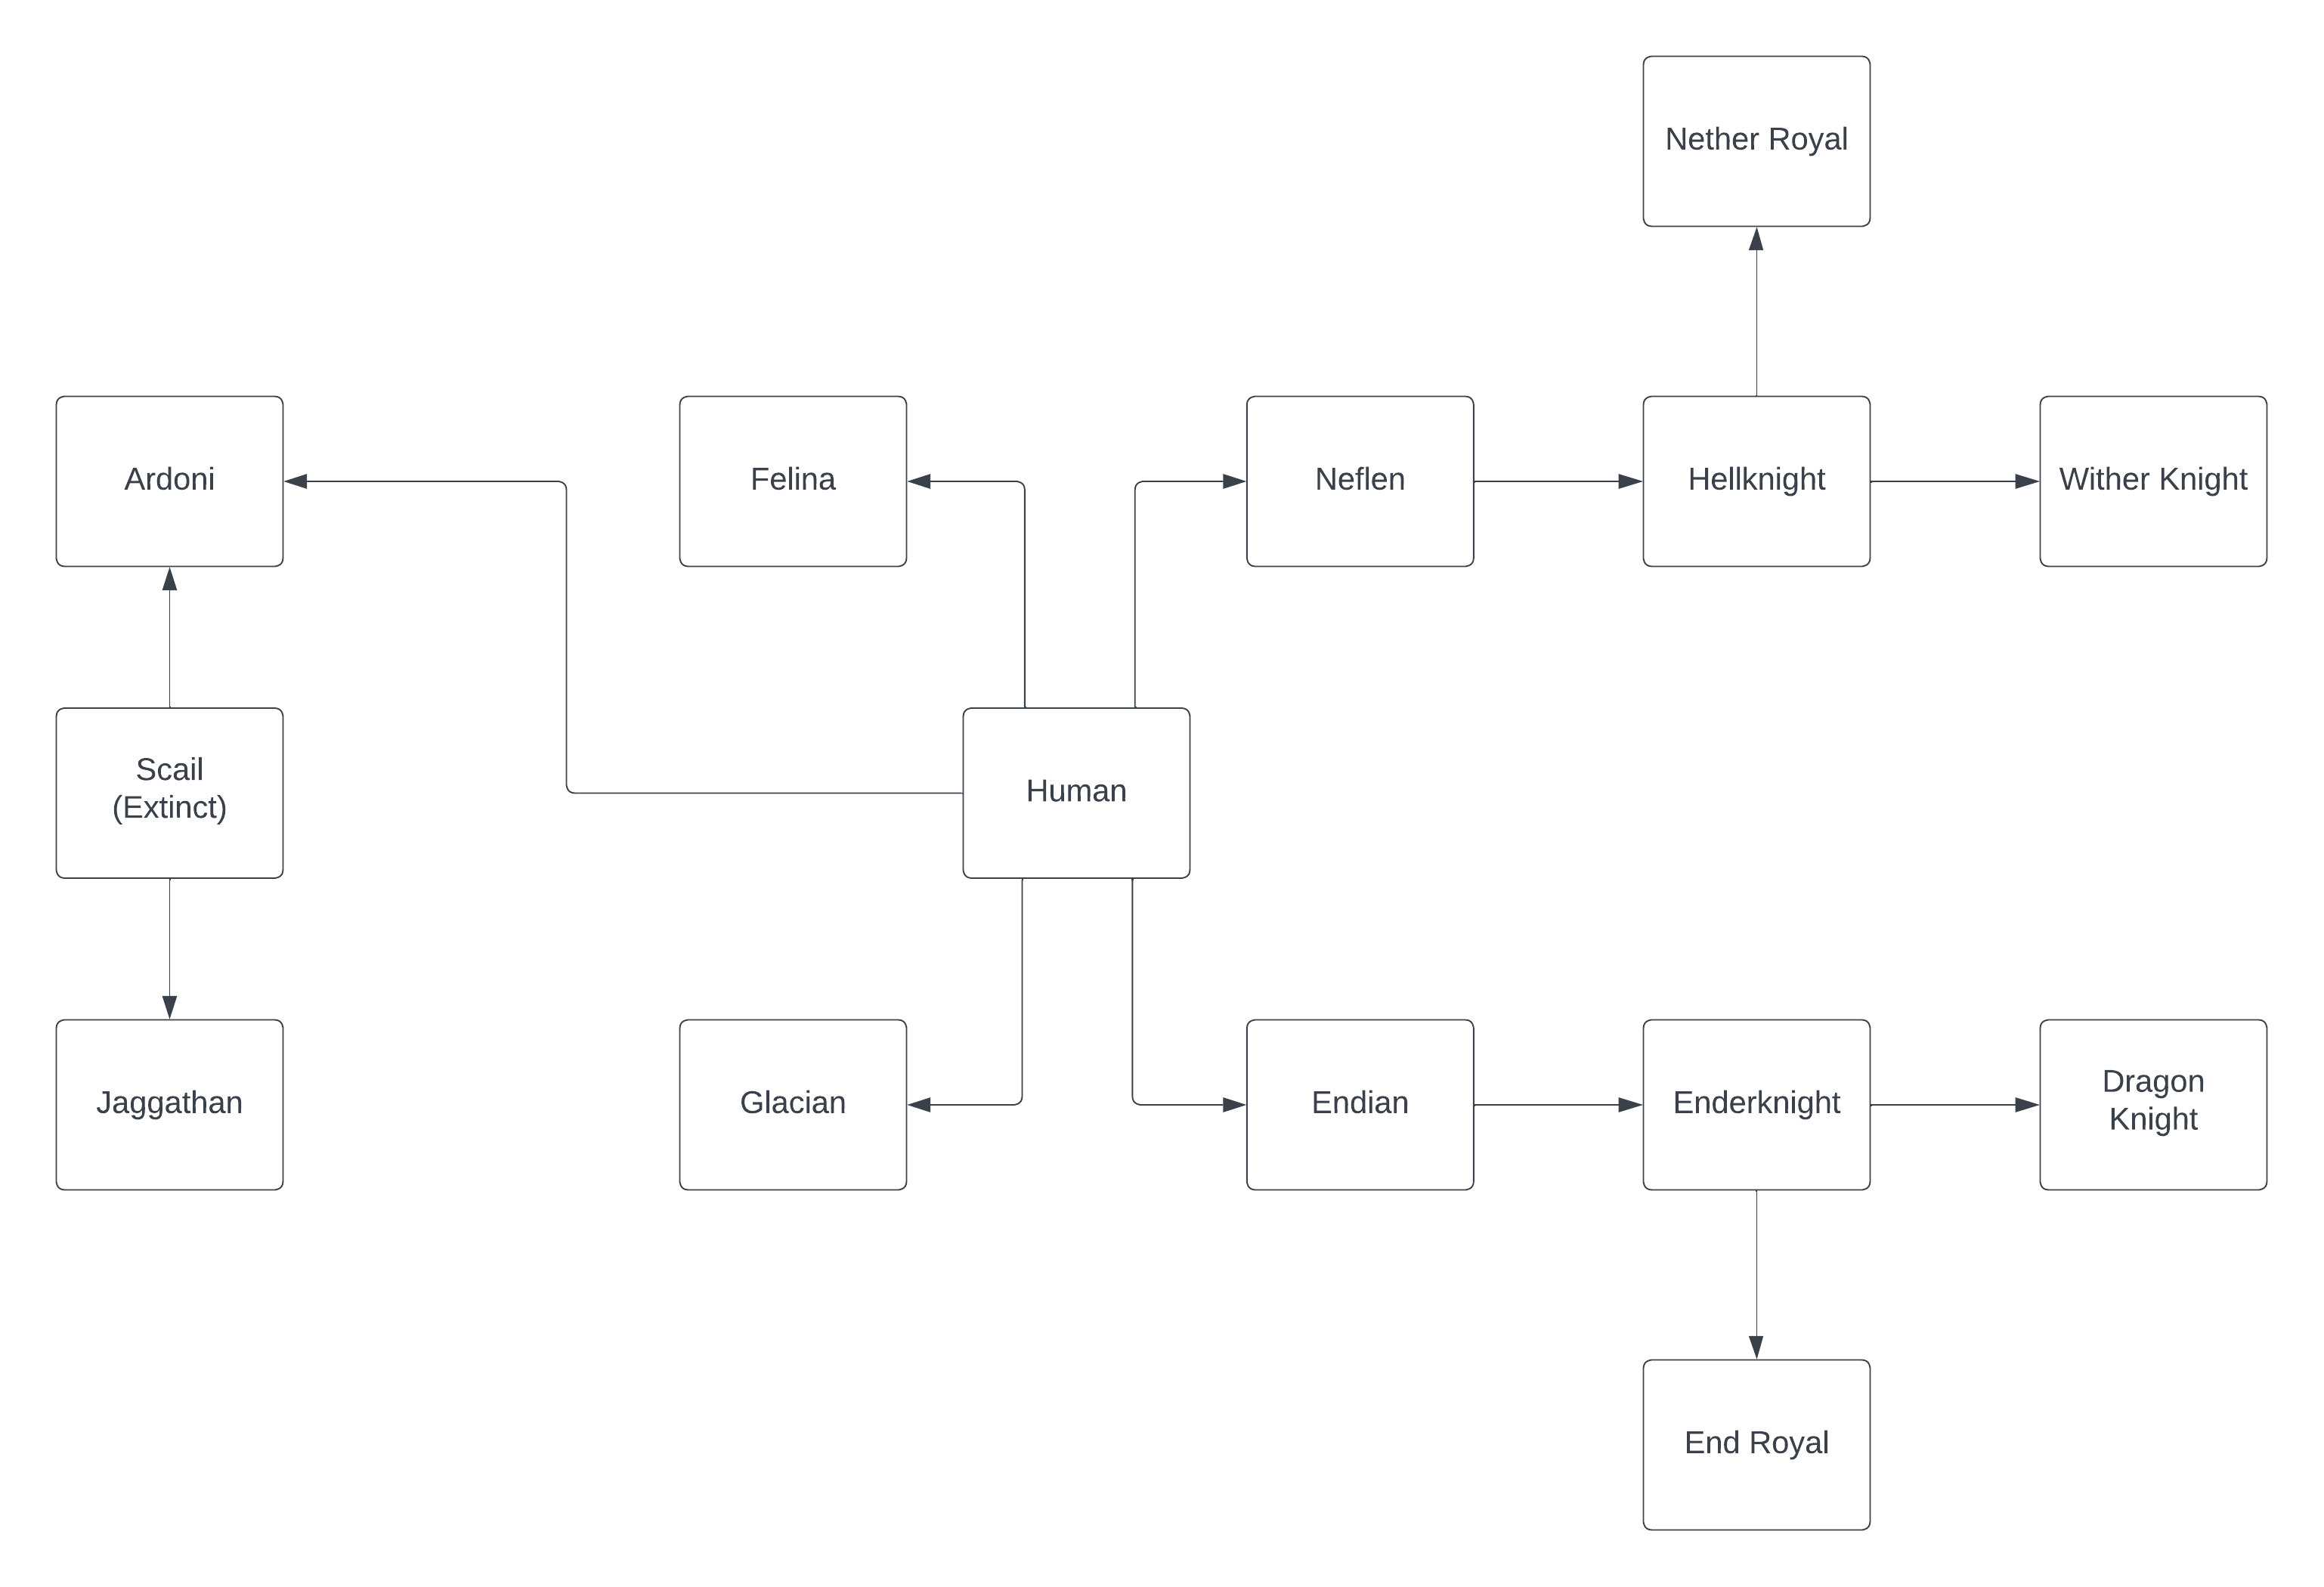 Nether Royal
Ardoni
Felina
Neflen
Hellknight
Wither Knight
Scail
(Extinct)
Human
Jaggathan
Glacian
Endian
Enderknight
Dragon
Knight
End Royal